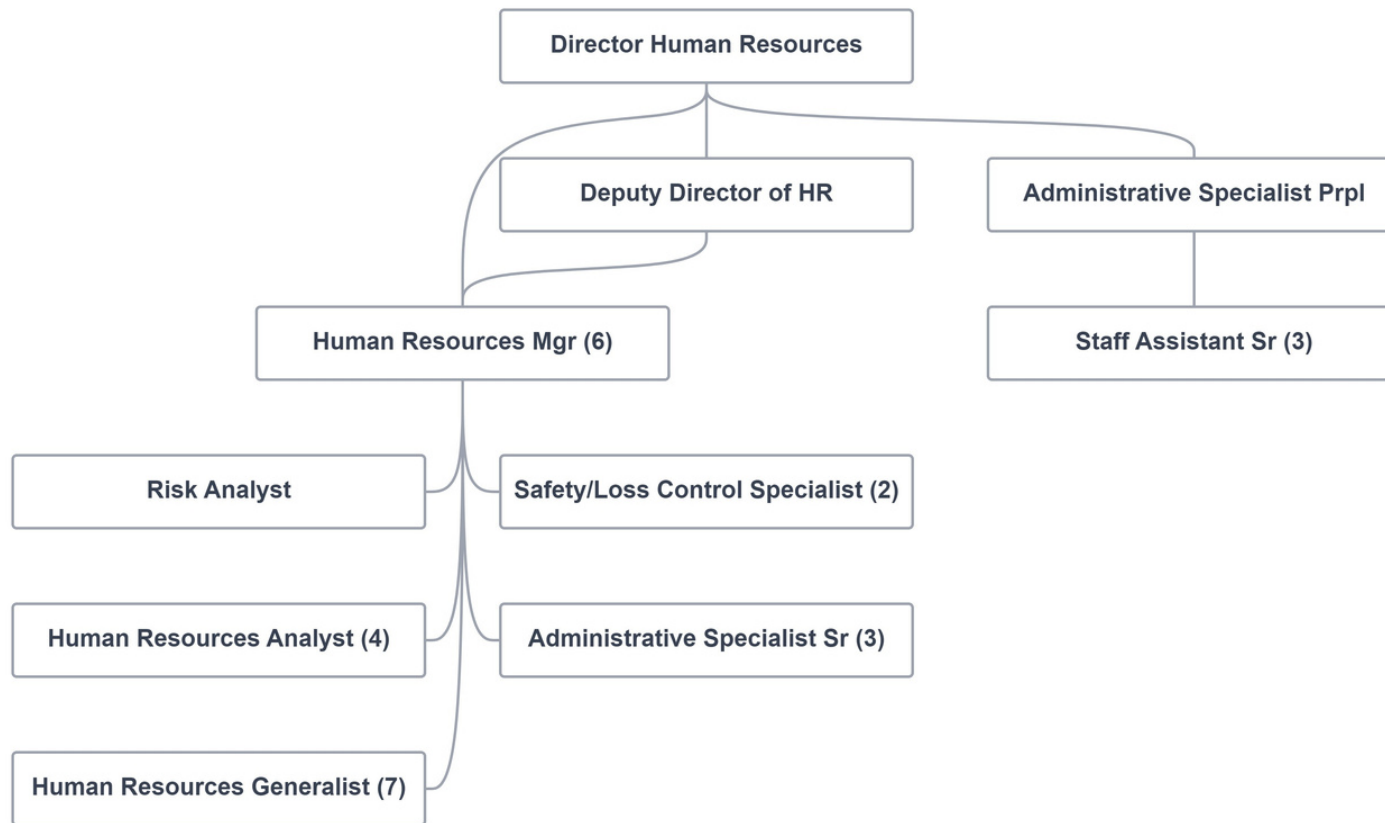 Director Human Resources
Deputy Director of HR
Administrative Specialist Prpl
Human Resources Mgr (6)
Staff Assistant Sr (3)
Risk Analyst
Safety/Loss Control Specialist (2)
Human Resources Analyst (4)
Administrative Specialist Sr (3)
Human Resources Generalist (7)